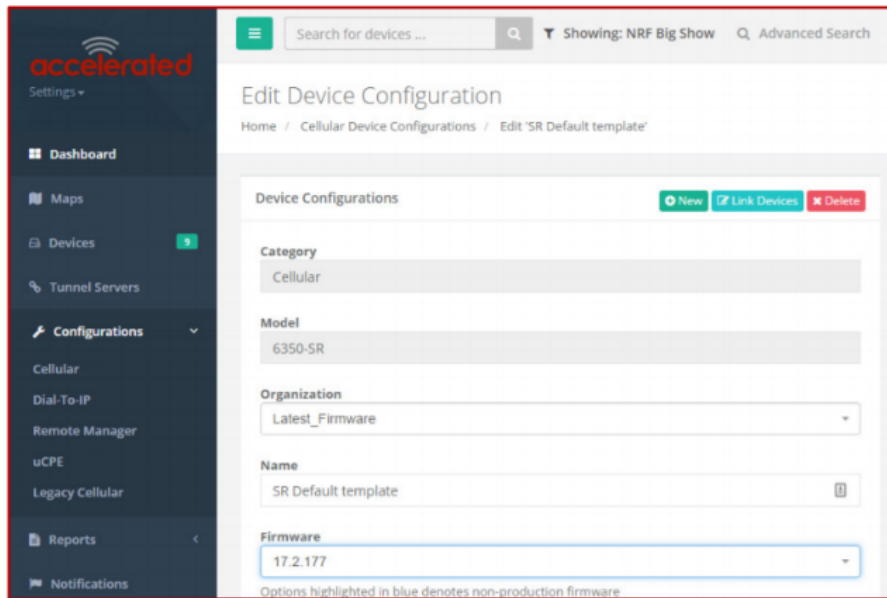 accelerated
Settings
Dashboard
Maps
Devices 9
Tunnel Servers
Configurations
Cellular
Dial-To-IP
Remote Manager
uCPE
Legacy Cellular
Reports
Notifications
Search for devices ...
Showing: NRF Big Show
Advanced Search
Edit Device Configuration
Home / Cellular Device Configurations / Edit 'SR Default template'
Device Configurations
New
Link Devices
Delete
Category
Cellular
Model
6350-SR
Organization
Latest_Firmware
Name
SR Default template
Firmware
17.2.177
Options highlighted in blue denotes non-production firmware